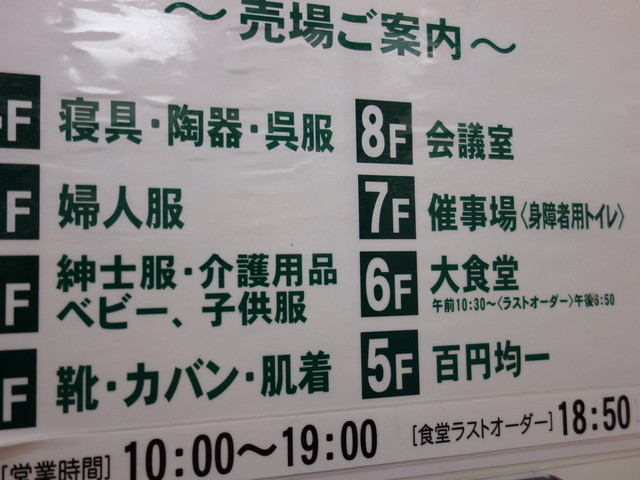 ～売場ご案内～
F 寝具・陶器・呉服
F 婦人服
F 紳士服・介護用品
ベビー、子供服
F 靴・カバン・肌着
8F 会議室
7F 催事場〈身障者用トイレ〉
6F 大食堂
午前10:30～〈ラストオーダー〉午後6:50
5F 百円均一
[営業時間] 10:00～19:00 [食堂ラストオーダー] 18:50